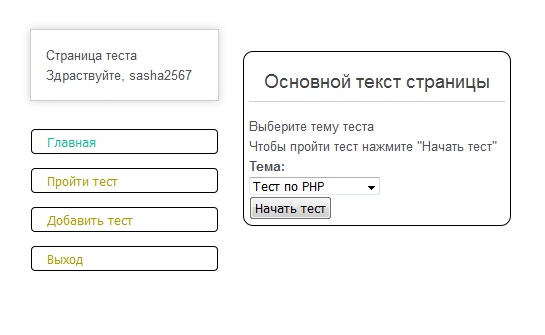 Страница теста
Здраствуйте, sasha2567
Главная
Пройти тест
Добавить тест
Выход
Основной текст страницы
Выберите тему теста
Чтобы пройти тест нажмите "Начать тест"
Тема:
Тест по PHP
Начать тест